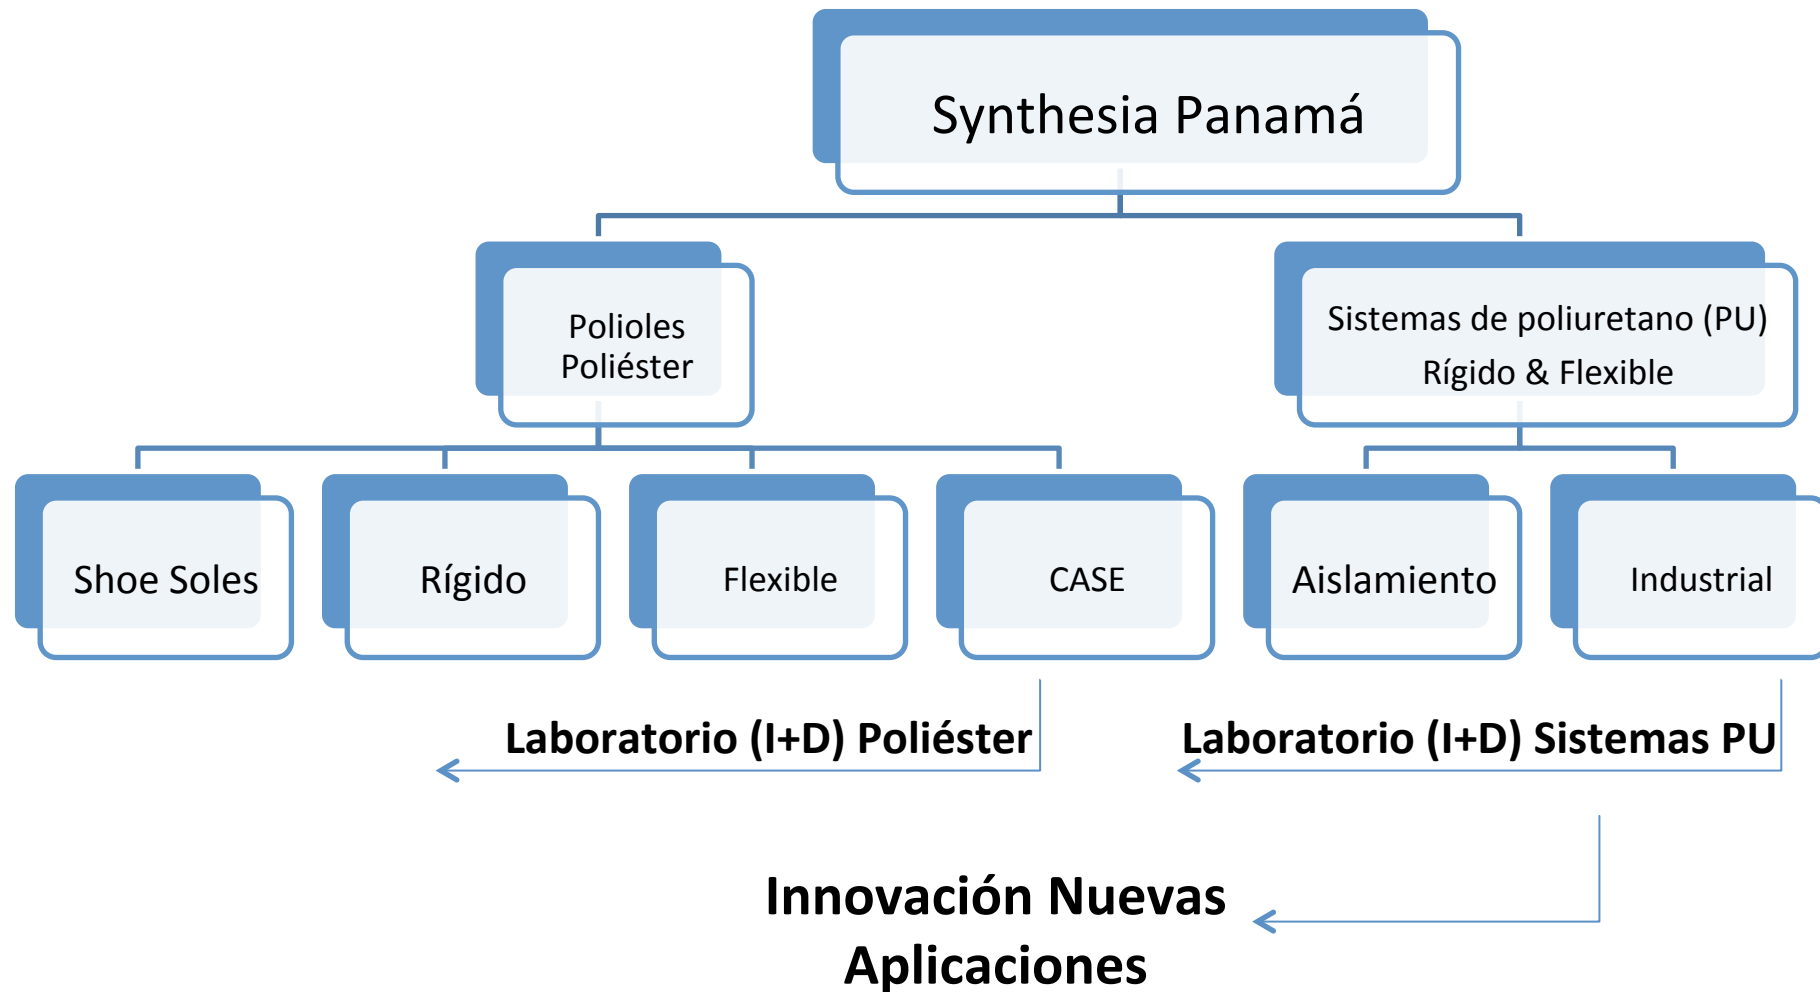 Synthesia Panamá
Polioles
Poliéster
Sistemas de poliuretano (PU)
Rígido & Flexible
Shoe Soles
Rígido
Flexible
CASE
Aislamiento
Industrial
Laboratorio (I+D) Poliéster
Laboratorio (I+D) Sistemas PU
Innovación Nuevas
Aplicaciones